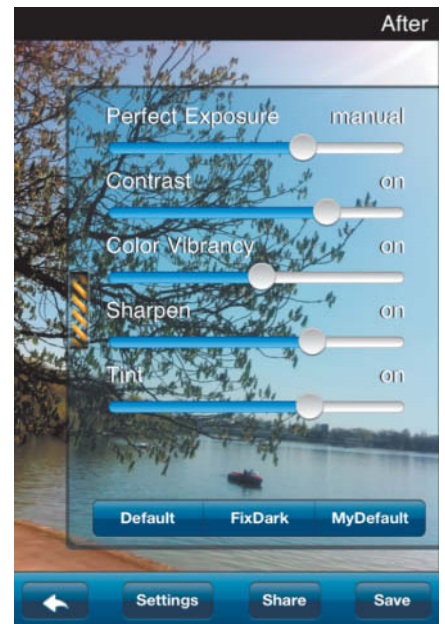 After
Perfect Exposure manual
Contrast on
Color Vibrancy on
Sharpen on
Tint on
Default FixDark MyDefault
Settings Share Save